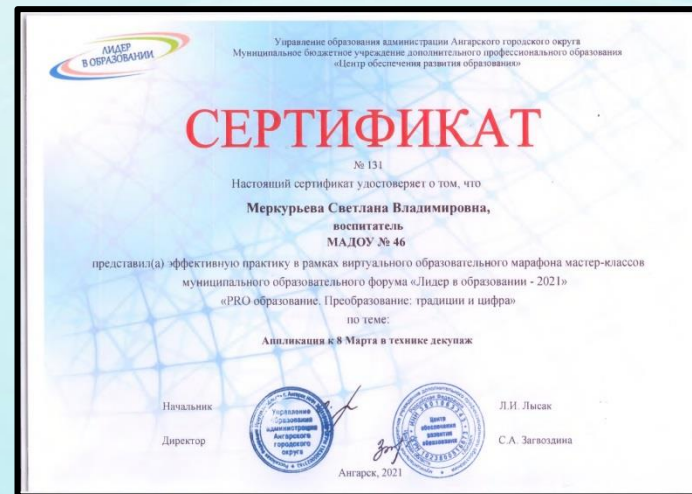 ЛИДЕР
В ОБРАЗОВАНИИ
Управление образования администрации Ангарского городского округа
Муниципальное бюджетное учреждение дополнительного профессионального образования
«Центр обеспечения развития образования»
СЕРТИФИКАТ
№ 131
Настоящий сертификат удостоверяет о том, что
Меркурьева Светлана Владимировна,
воспитатель
МАДОУ № 46
представил(а) эффективную практику в рамках виртуального образовательного марафона мастер-классов
муниципального образовательного форума «Лидер в образовании - 2021»
«PRO образование. Преобразование: традиции и цифра»
по теме:
Аппликация к 8 Марта в технике декупаж
Начальник
Л.И. Лысак
Директор
С.А. Загвоздина
Управление
образования
администрации
Ангарского
городского
округа
Центр
обеспечения
развития
образования
Ангарск, 2021